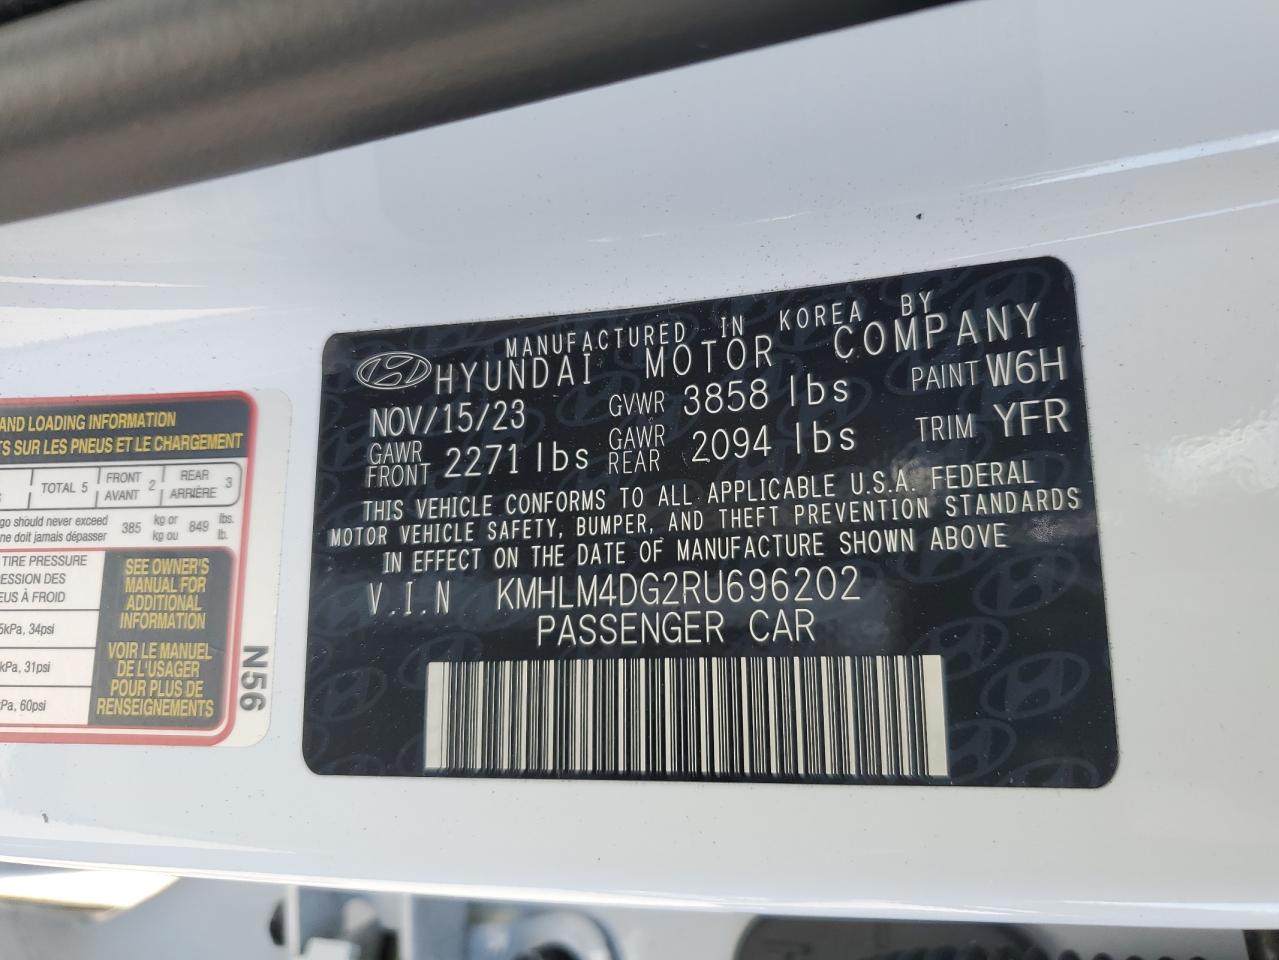 MANUFACTURED IN KOREA BY
HYUNDAI MOTOR COMPANY
NOV/15/23 GVWR 3858 lbs PAINT W6H
GAWR FRONT 2271 lbs GAWR REAR 2094 lbs TRIM YFR
THIS VEHICLE CONFORMS TO ALL APPLICABLE U.S.A. FEDERAL
MOTOR VEHICLE SAFETY, BUMPER, AND THEFT PREVENTION STANDARDS
IN EFFECT ON THE DATE OF MANUFACTURE SHOWN ABOVE
V.I.N KMHLM4DG2RU696202
PASSENGER CAR
AND LOADING INFORMATION
SUR LES PNEUS ET LE CHARGEMENT
TOTAL 5 FRONT AVANT 2 REAR ARRIÈRE 3
should never exceed 385 kg or 849 lbs.
ne doit jamais dépasser kg ou lb.
TIRE PRESSURE
DES
À FROID
kPa, 34psi
kPa, 31psi
60psi
SEE OWNER'S
MANUAL FOR
ADDITIONAL
INFORMATION
VOIR LE MANUEL
DE L'USAGER
POUR PLUS DE
RENSEIGNEMENTS
N56